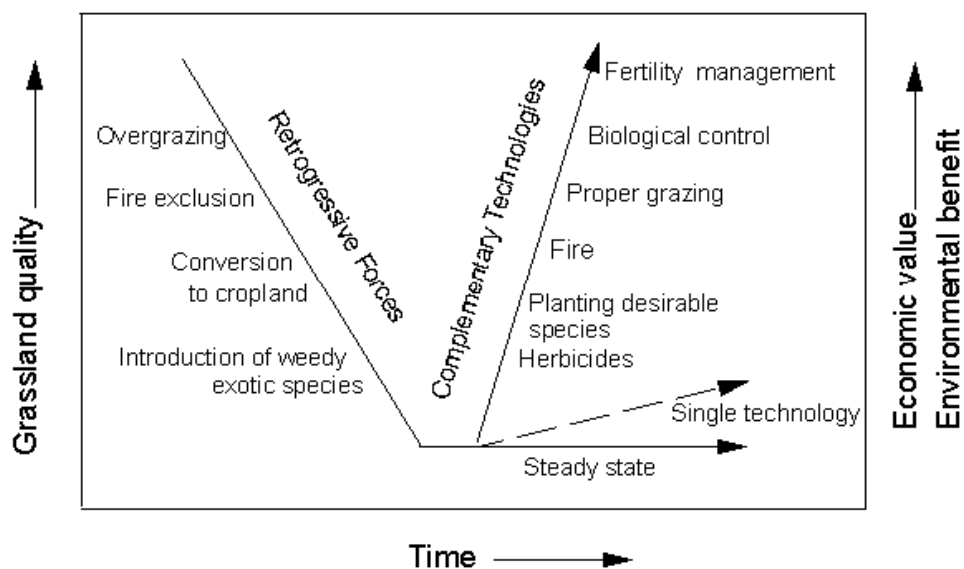 Grassland quality
Overgrazing
Fire exclusion
Conversion
to cropland
Introduction of weedy
exotic species
Retrogressive Forces
Complementary Technologies
Fertility management
Biological control
Proper grazing
Fire
Planting desirable
species
Herbicides
Single technology
Steady state
Economic value
Environmental benefit
Time